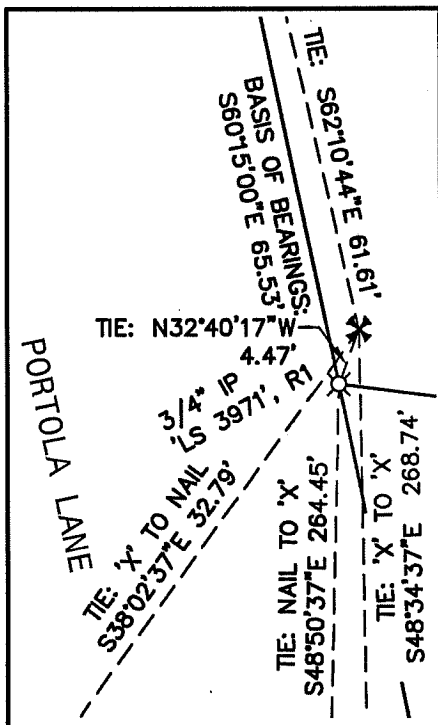 TIE: S62°10'44"E 61.61'
BASIS OF BEARINGS:
S60°15'00"E 65.53'
TIE: N32°40'17"W
4.47'
3/4" IP
'LS 3971', R1
PORTOLA LANE
TIE: 'X' TO NAIL
S38°02'37"E 32.79'
TIE: NAIL TO 'X'
S48°50'37"E 264.45'
TIE: 'X' TO 'X'
S48°34'37"E 268.74'